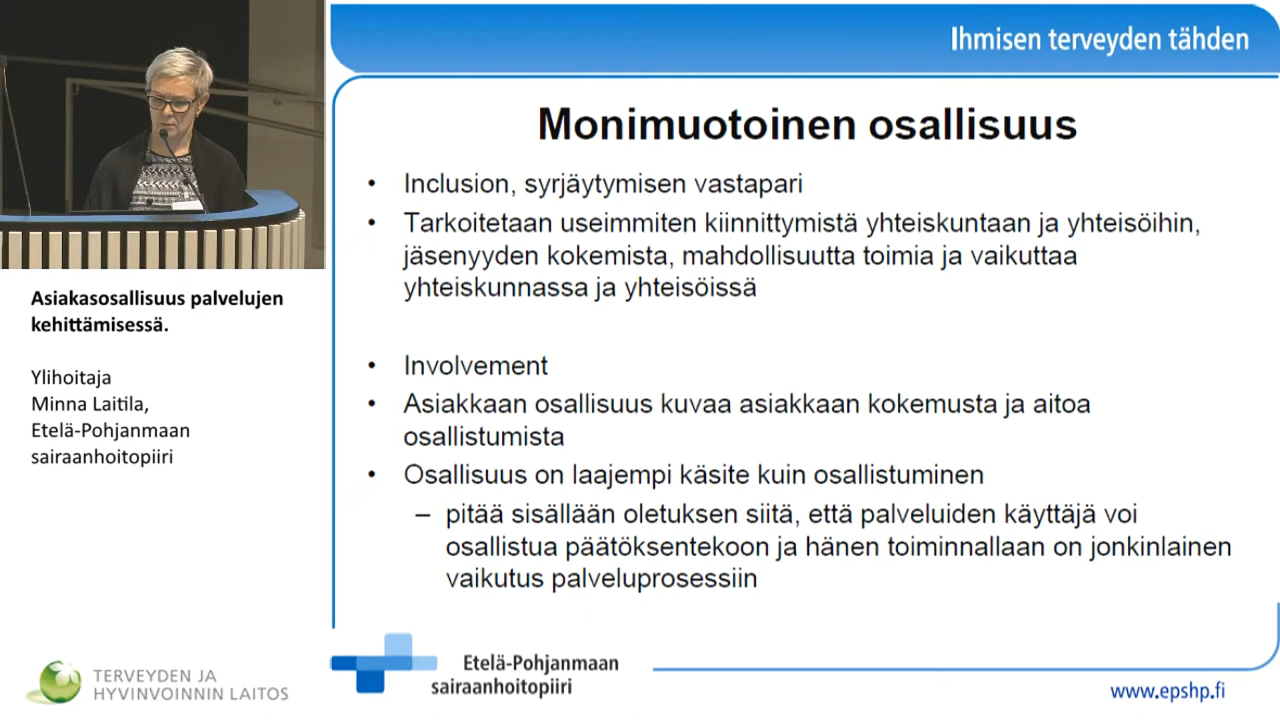 Ihmisen terveyden tähden
Monimuotoinen osallisuus
• Inclusion, syrjäytymisen vastapari
• Tarkoitetaan useimmiten kiinnittymistä yhteiskuntaan ja yhteisöihin,
jäsenyyden kokemista, mahdollisuutta toimia ja vaikuttaa
yhteiskunnassa ja yhteisöissä
• Involvement
• Asiakkaan osallisuus kuvaa asiakkaan kokemusta ja aitoa
osallistumista
• Osallisuus on laajempi käsite kuin osallistuminen
– pitää sisällään oletuksen siitä, että palveluiden käyttäjä voi
osallistua päätöksentekoon ja hänen toiminnallaan on jonkinlainen
vaikutus palveluprosessiin
Asiakasosallisuus palvelujen
kehittämisessä.
Ylihoitaja
Minna Laitila,
Etelä-Pohjanmaan
sairaanhoitopiiri
TERVEYDEN JA
HYVINVOINNIN LAITOS
Etelä-Pohjanmaan
sairaanhoitopiiri
www.epshp.fi